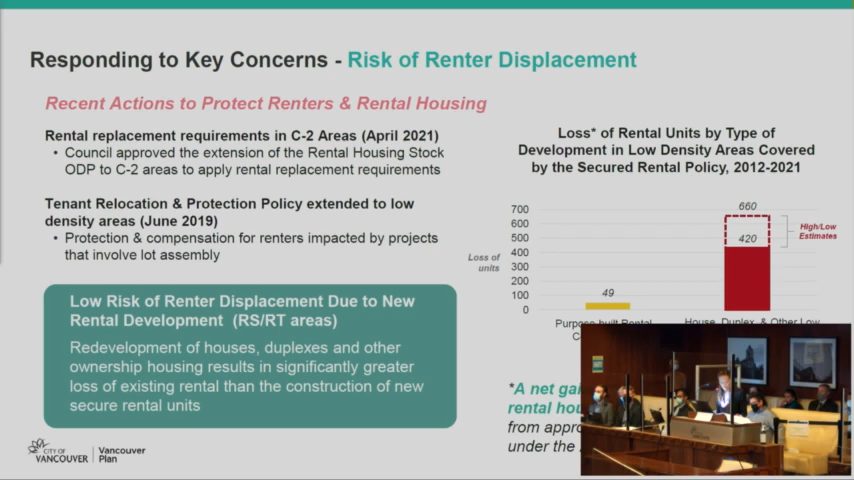 Responding to Key Concerns - Risk of Renter Displacement
Recent Actions to Protect Renters & Rental Housing
Rental replacement requirements in C-2 Areas (April 2021)
• Council approved the extension of the Rental Housing Stock
ODP to C-2 areas to apply rental replacement requirements
Tenant Relocation & Protection Policy extended to low
density areas (June 2019)
• Protection & compensation for renters impacted by projects
that involve lot assembly
Low Risk of Renter Displacement Due to New
Rental Development (RS/RT areas)
Redevelopment of houses, duplexes and other
ownership housing results in significantly greater
loss of existing rental than the construction of new
secure rental units
CITY OF
VANCOUVER
Vancouver
Plan
Loss* of Rental Units by Type of
Development in Low Density Areas Covered
by the Secured Rental Policy, 2012-2021
Loss of
units
700
600
500
400
300
200
100
0
49
660
420
High/Low
Estimates
Purpose-built Rental
House, Duplex, & Other Low
*A net
rental
from
under the